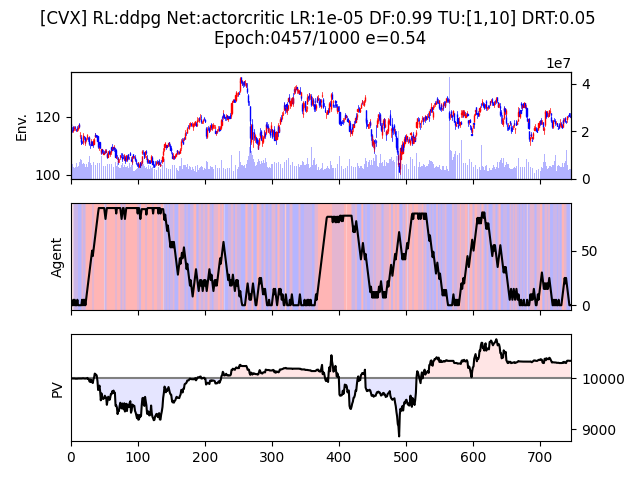 [CVX] RL:ddpg Net:actorcritic LR:1e-05 DF:0.99 TU:[1,10] DRT:0.05
Epoch:0457/1000 e=0.54
1e7
Env.
120
100
4
2
0
Agent
50
0
PV
10000
9000
0 100 200 300 400 500 600 700